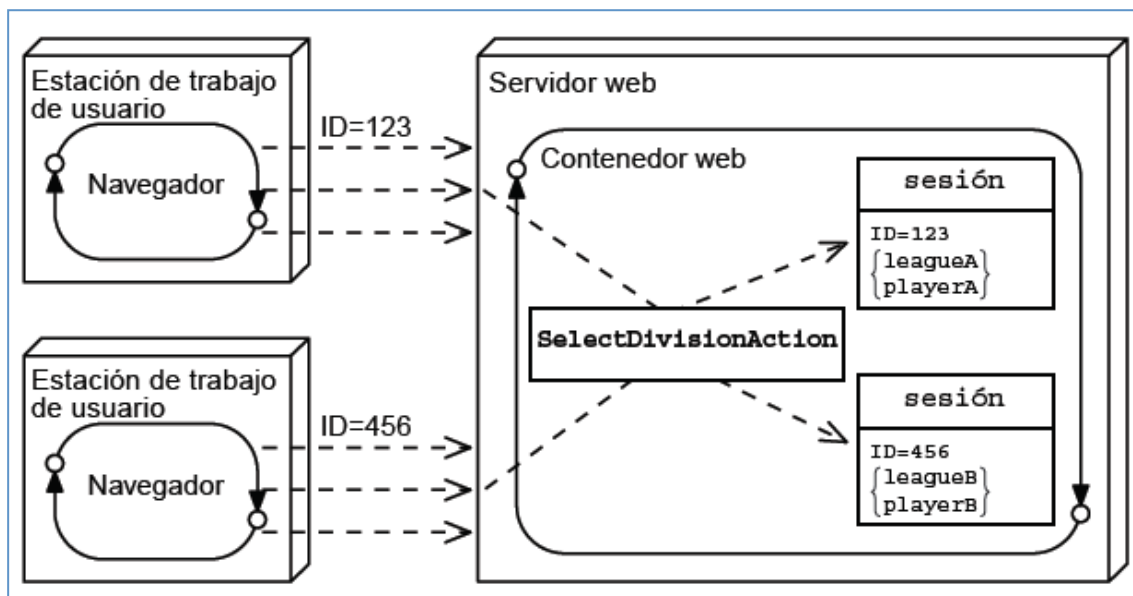 Estación de trabajo
de usuario
Navegador
ID=123
Estación de trabajo
de usuario
Navegador
ID=456
Servidor web
Contenedor web
SelectDivisionAction
sesión
ID=123
{leagueA}
{playerA}
sesión
ID=456
{leagueB}
{playerB}